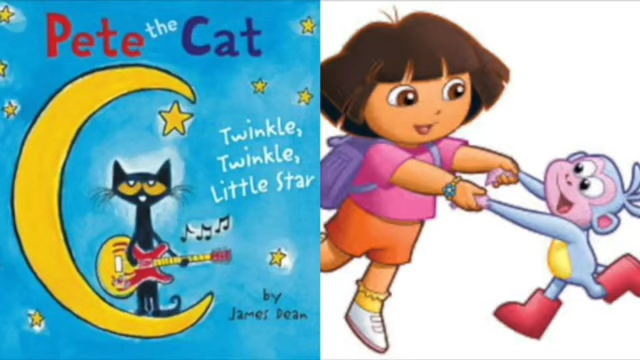 Pete the Cat
Twinkle,
Twinkle,
Little Star
by
James Dean